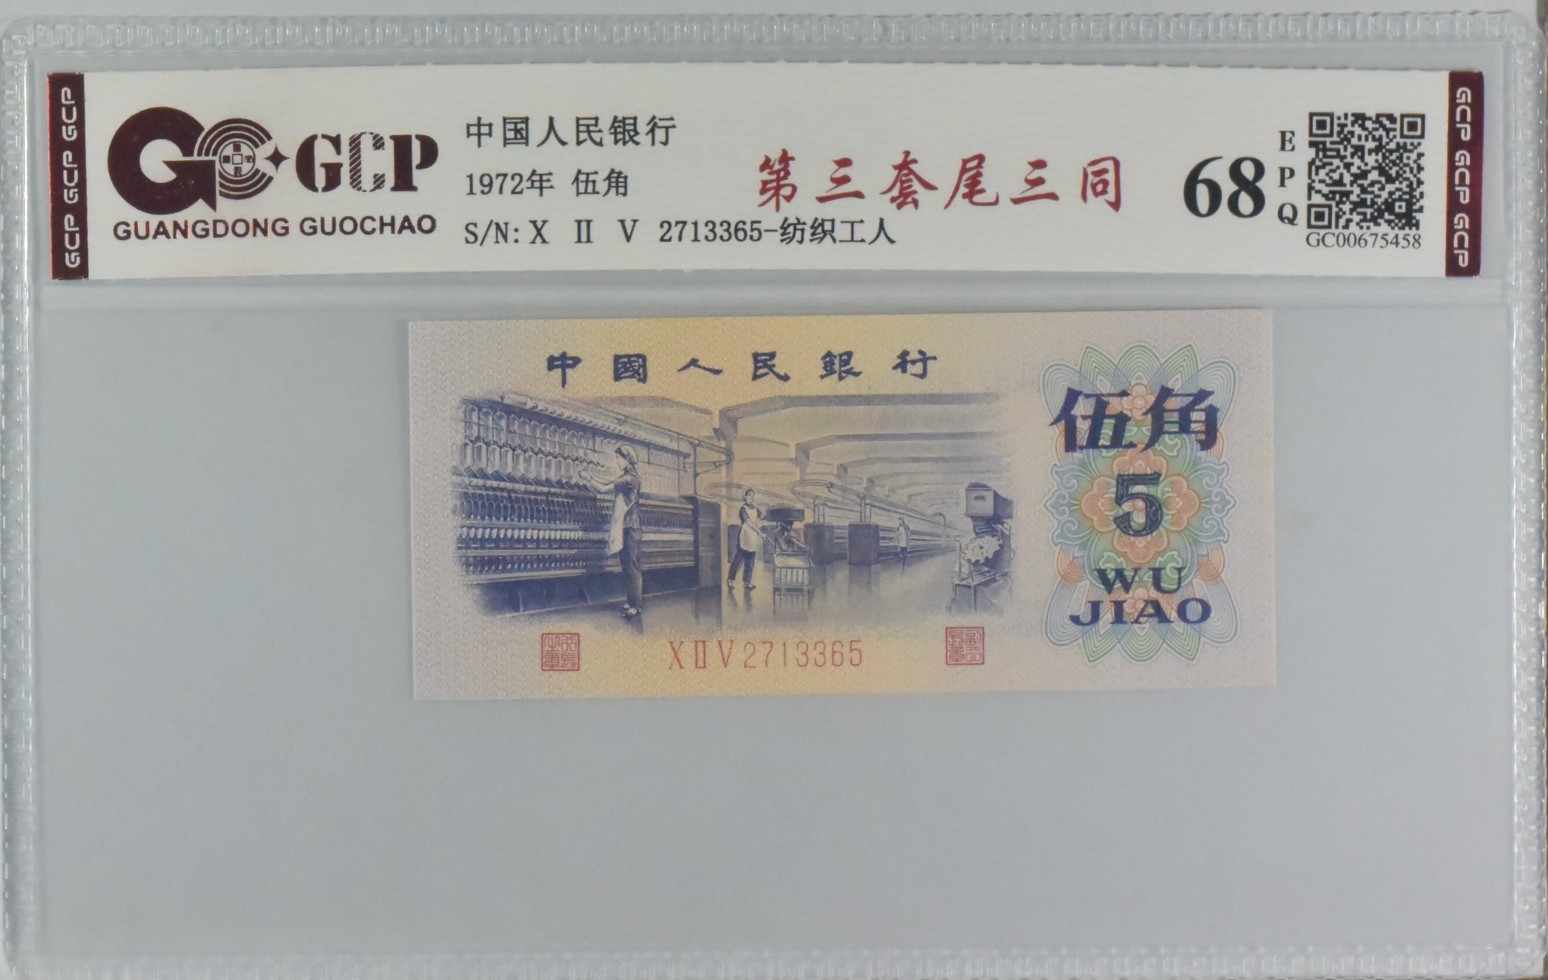 GCP GCP GCP
GCP
GUANGDONG GUOCHAO
中国人民银行
1972年 伍角
S/N: X Ⅱ V 2713365-纺织工人
第三套尾三同
68
EPQ
GC00675458
GCP GCP GCP
中國人民銀行
伍角
5
WU
JIAO
XⅡV2713365